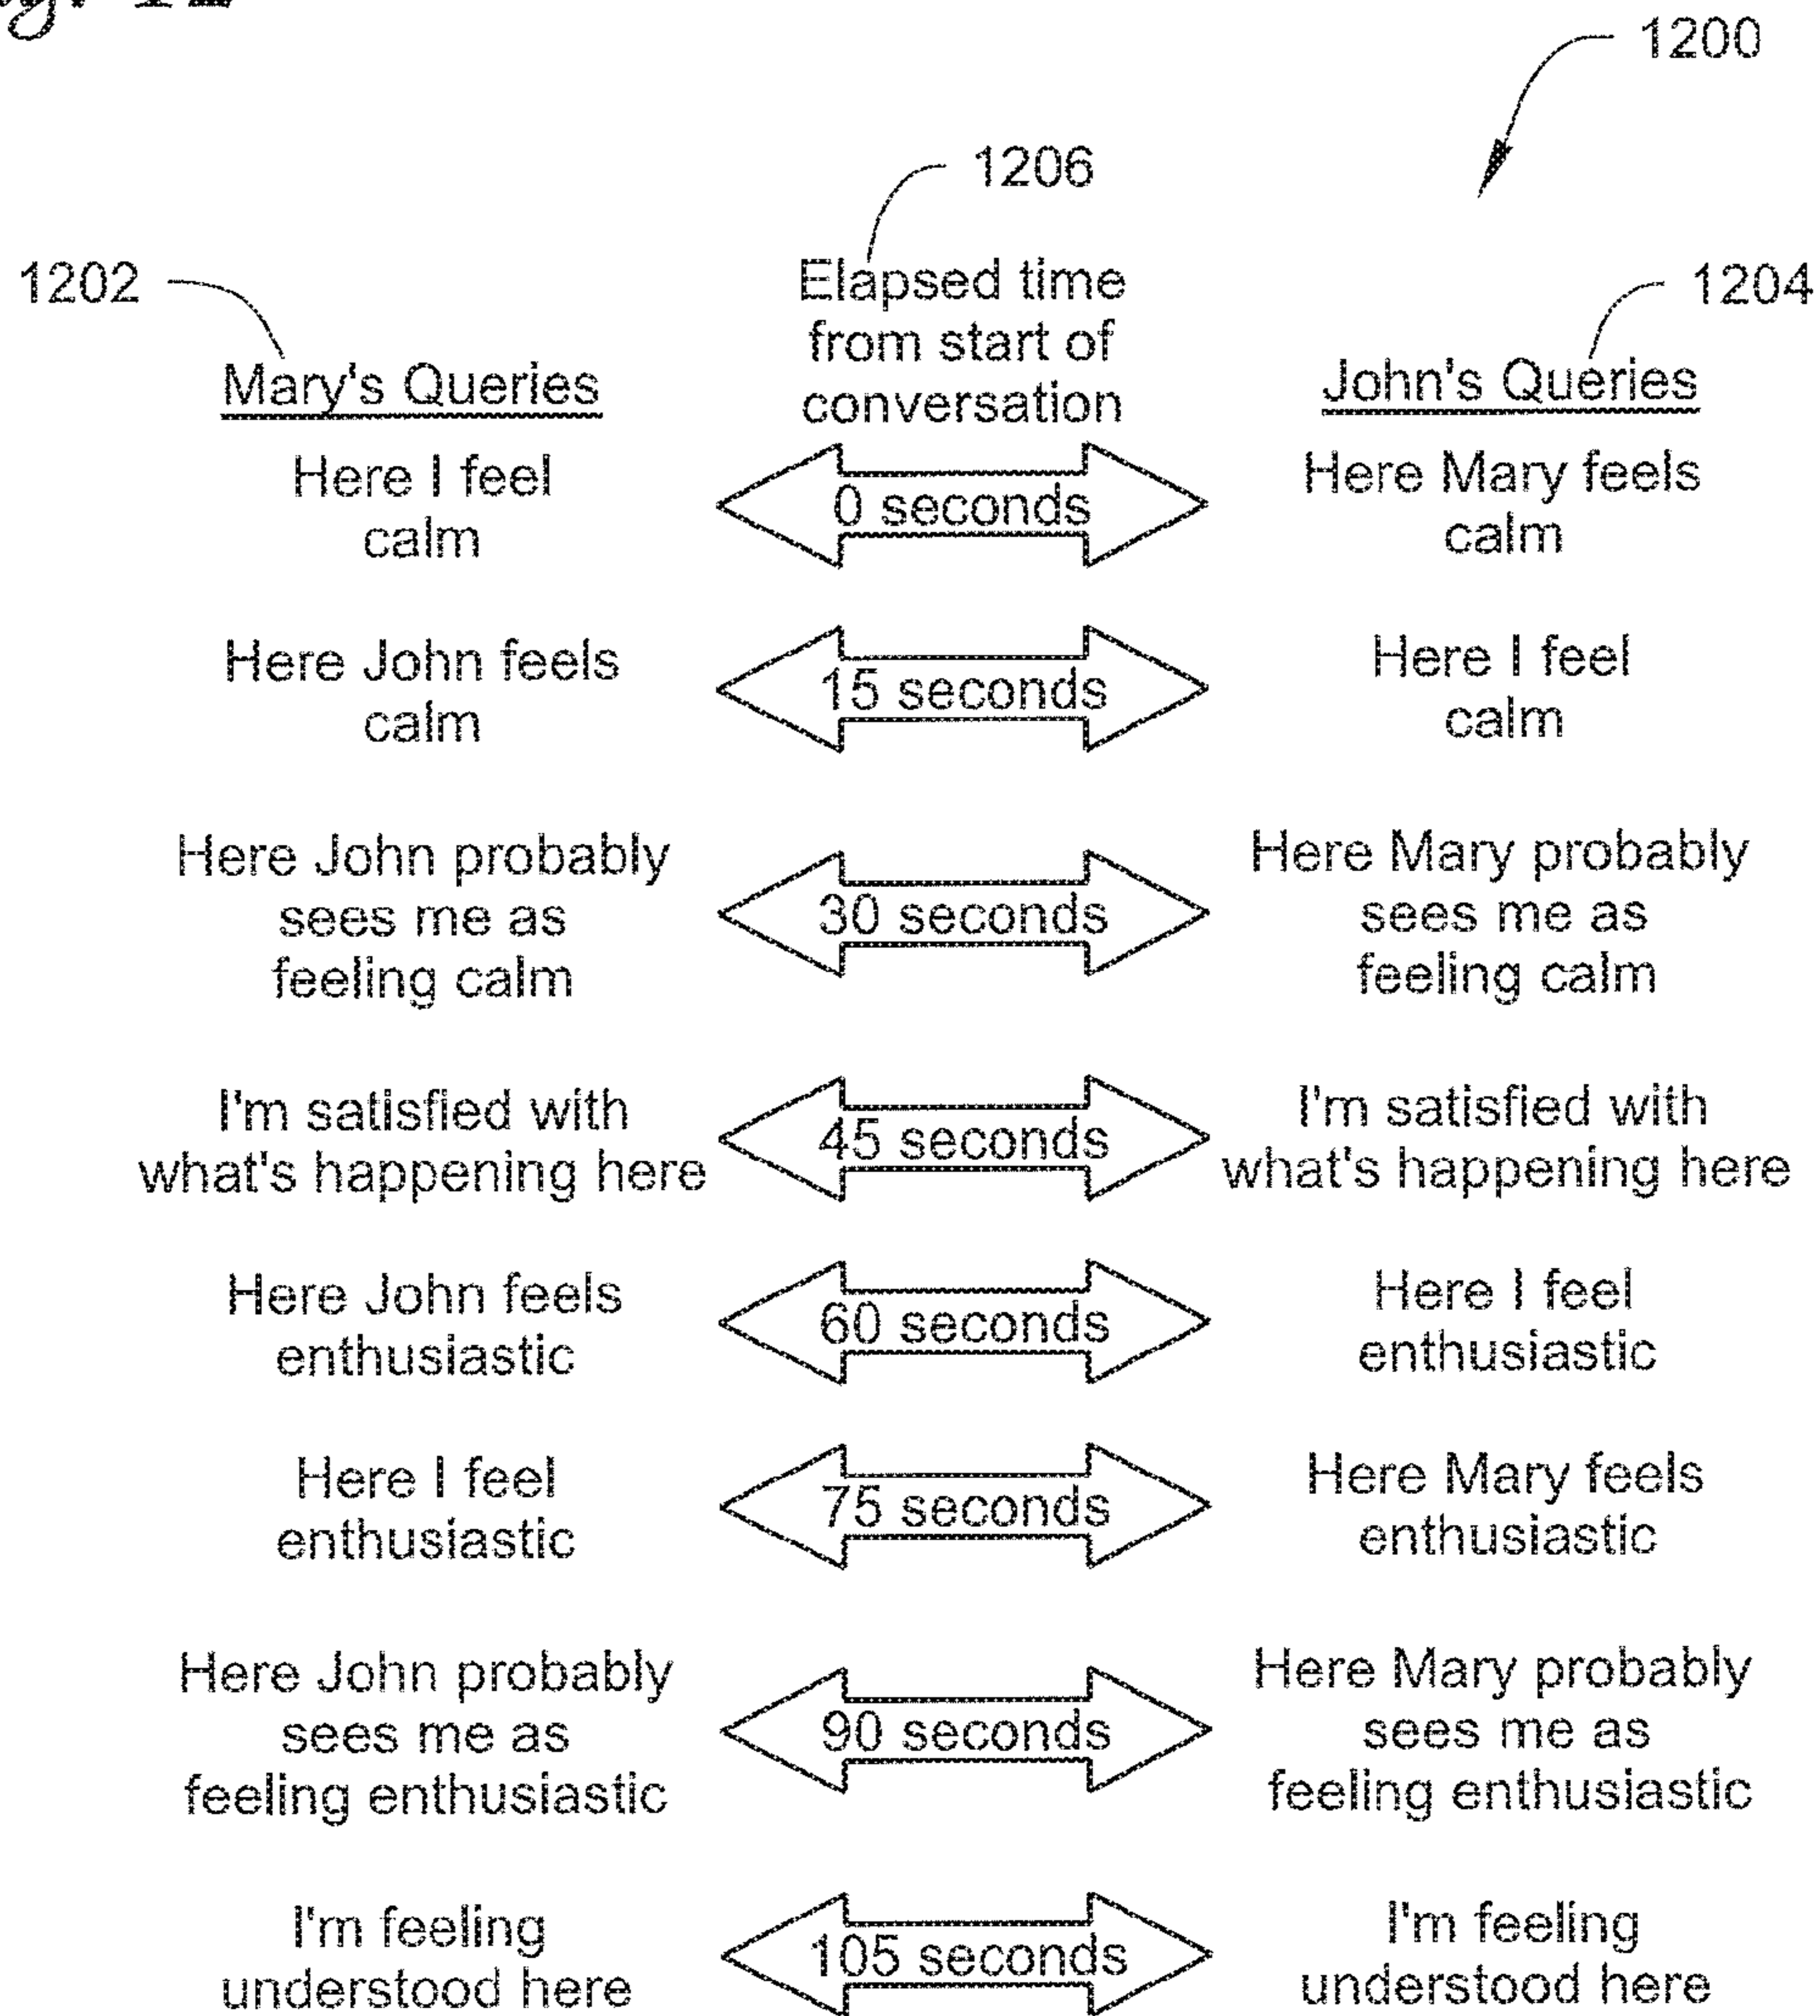 12
1200
1206
1202
Elapsed time
from start of
conversation
1204
Mary's Queries
John's Queries
Here I feel
calm
0 seconds
Here Mary feels
calm
Here John feels
calm
15 seconds
Here I feel
calm
Here John probably
sees me as
feeling calm
30 seconds
Here Mary probably
sees me as
feeling calm
I'm satisfied with
what's happening here
45 seconds
I'm satisfied with
what's happening here
Here John feels
enthusiastic
60 seconds
Here I feel
enthusiastic
Here I feel
enthusiastic
75 seconds
Here Mary feels
enthusiastic
Here John probably
sees me as
feeling enthusiastic
90 seconds
Here Mary probably
sees me as
feeling enthusiastic
I'm feeling
understood here
105 seconds
I'm feeling
understood here